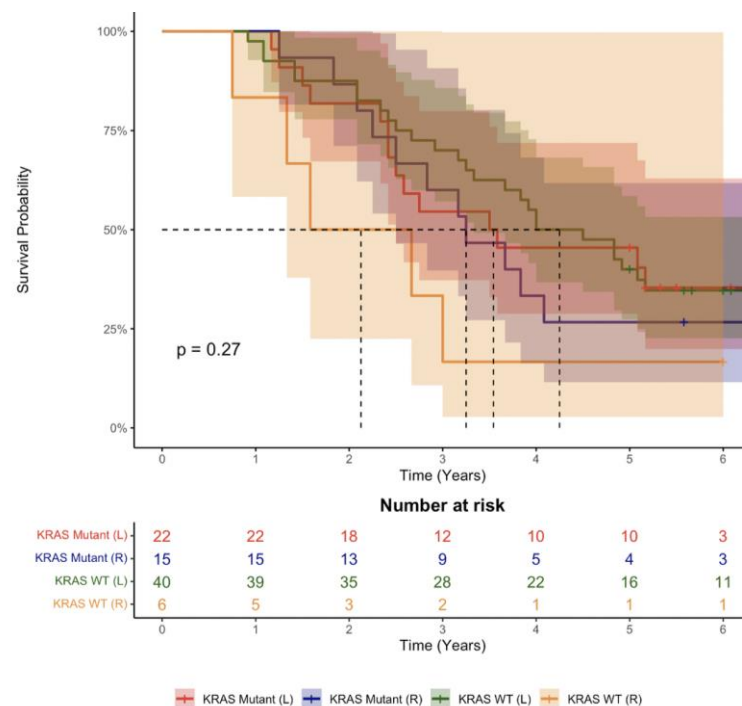 100%
75%
50%
25%
0%
Survival Probability
p = 0.27
0 1 2 3 4 5 6
Time (Years)
Number at risk
KRAS Mutant (L) 22 22 18 12 10 10 3
KRAS Mutant (R) 15 15 13 9 5 4 3
KRAS WT (L) 40 39 35 28 22 16 11
KRAS WT (R) 6 5 3 2 1 1 1
0 1 2 3 4 5 6
Time (Years)
KRAS Mutant (L) KRAS Mutant (R) KRAS WT (L) KRAS WT (R)